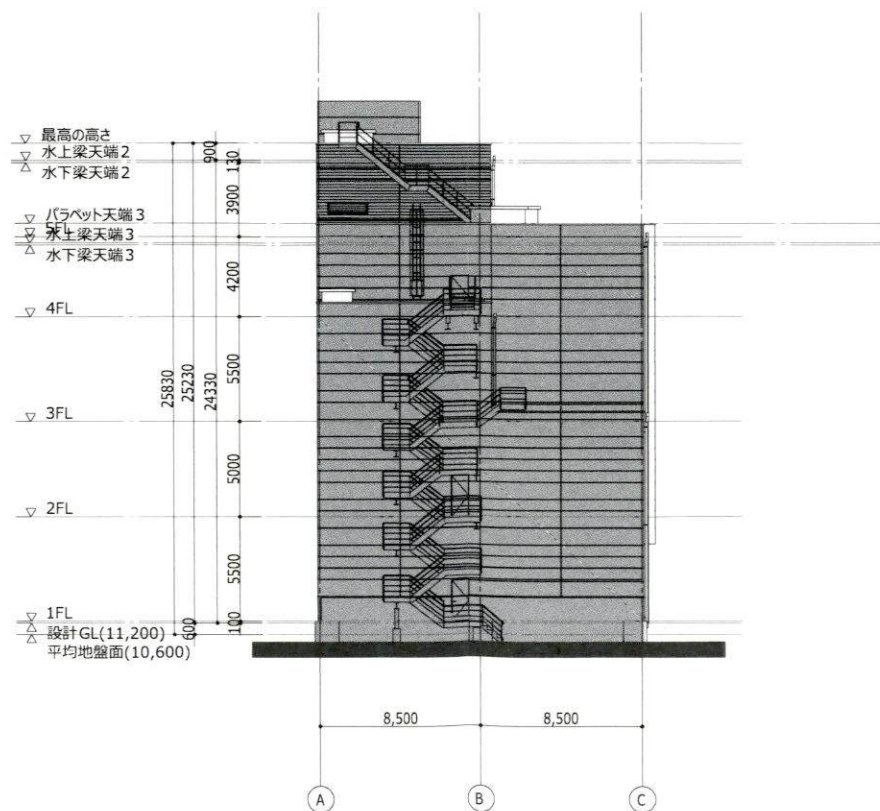 最高の高さ
水上梁天端2
水下梁天端2
パラペット天端3
5FL
水上梁天端3
水下梁天端3
4FL
3FL
2FL
1FL
設計GL(11,200)
平均地盤面(10,600)
25830
25230
24330
900
130
3900
4200
5500
5000
5500
100
600
8,500
8,500
A
B
C